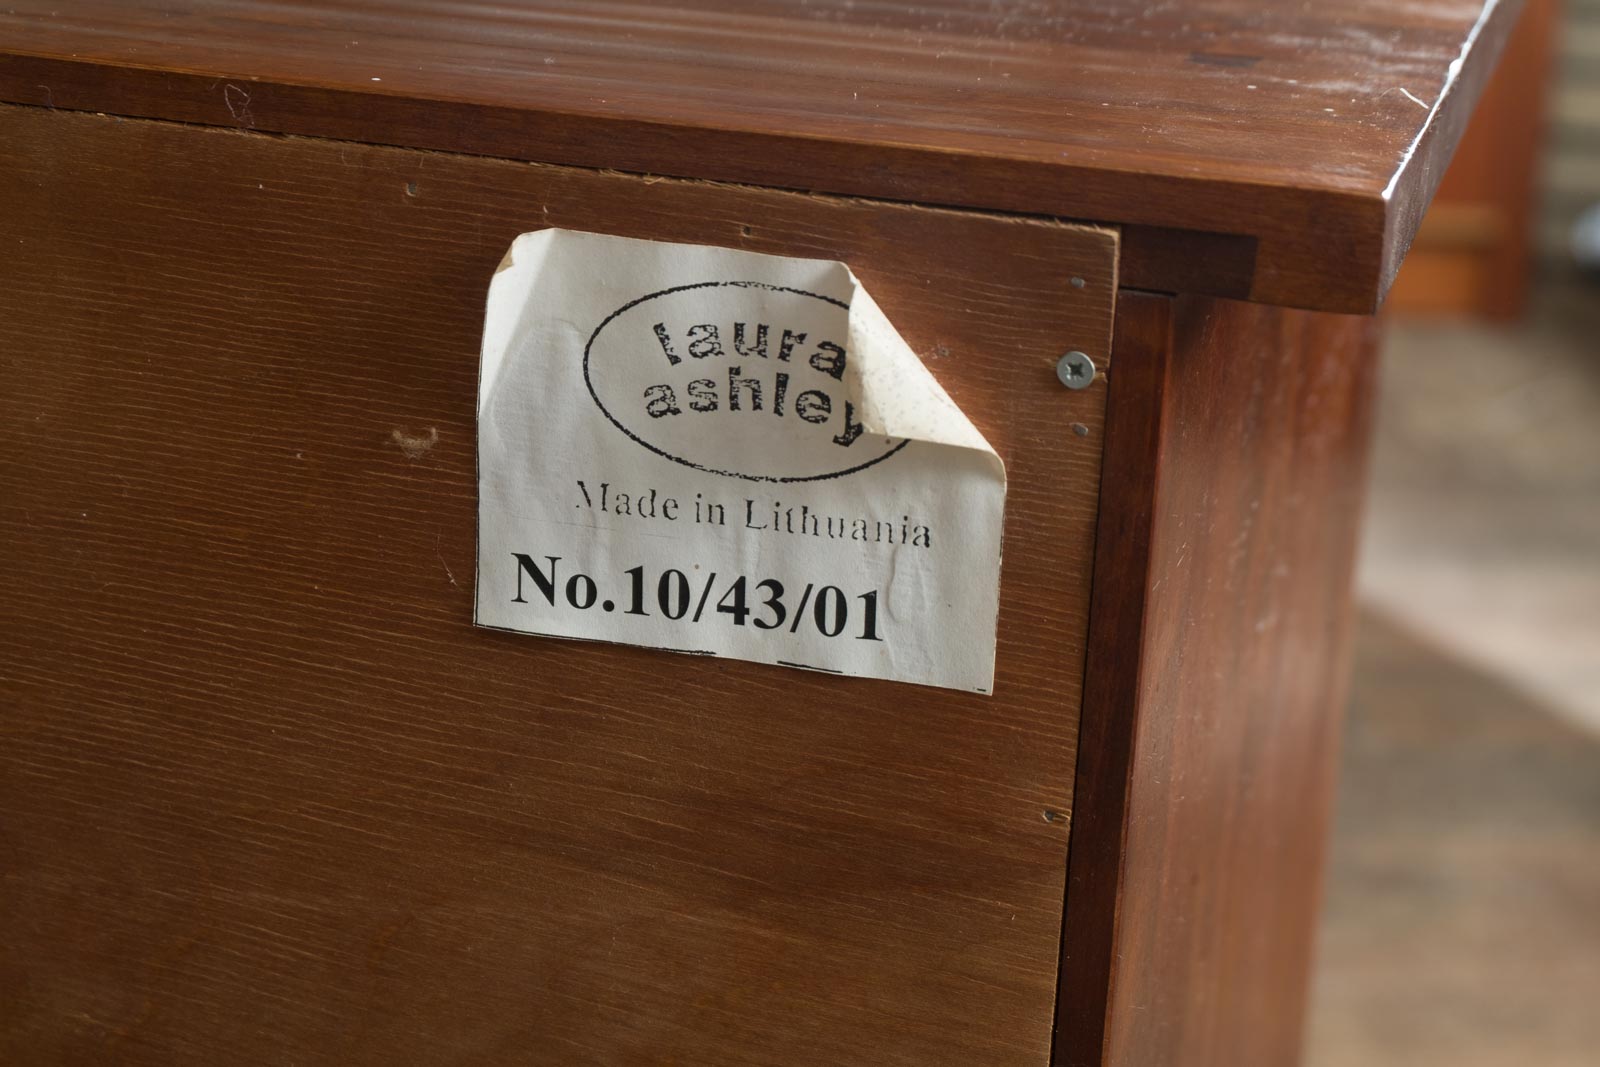 laura
ashley
Made in Lithuania
No.10/43/01